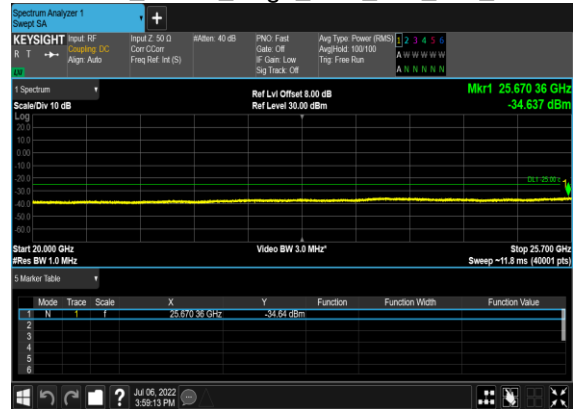 Spectrum Analyzer 1
Swept SA
KEYSIGHT
R T
LW
Input: RF
Coupling: DC
Align: Auto
Input Z: 50 Ω
Corr CCorr
Freq Ref: Int (S)
#Atten: 40 dB
PNO: Fast
Gate: Off
IF Gain: Low
Sig Track: Off
Avg Type: Power (RMS)
Avg|Hold: 100/100
Trig: Free Run
1 2 3 4 5 6
A W W W W W
A N N N N N
1 Spectrum
Scale/Div 10 dB
Ref Lvl Offset 8.00 dB
Ref Level 30.00 dBm
Mkr1 25.670 36 GHz
-34.637 dBm
Log
20.0
10.0
0.00
-10.0
-20.0
-30.0
-40.0
-50.0
-60.0
DL1 -25.00
1
Start 20.000 GHz
#Res BW 1.0 MHz
Video BW 3.0 MHz*
Stop 25.700 GHz
Sweep ~11.8 ms (40001 pts)
5 Marker Table
Mode Trace Scale X Y Function Function Width Function Value
1 N 1 f 25.670 36 GHz -34.64 dBm
2
3
4
5
6
?
Jul 06, 2022
3:59:13 PM